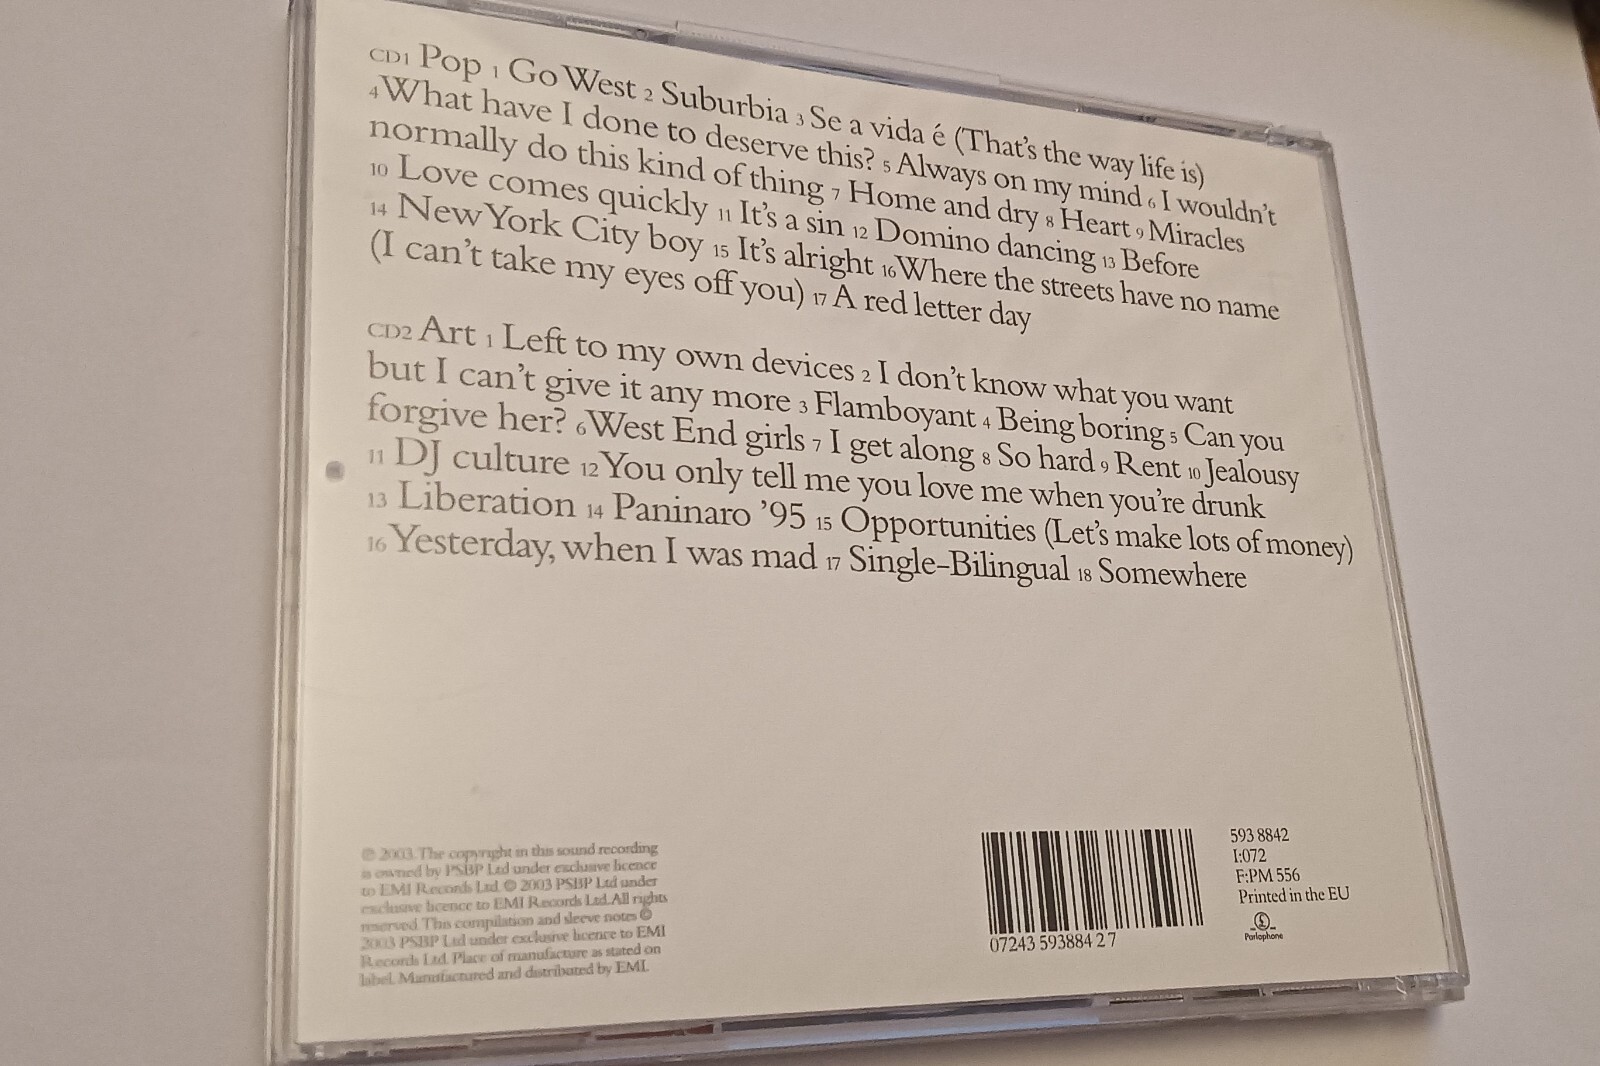 CD1 Pop 1 Go West 2 Suburbia 3 Se a vida é (That's the way life is)
4 What have I done to deserve this? 5 Always on my mind 6 I wouldn't
normally do this kind of thing 7 Home and dry 8 Heart 9 Miracles
10 Love comes quickly 11 It's a sin 12 Domino dancing 13 Before
14 New York City boy 15 It's alright 16 Where the streets have no name
(I can't take my eyes off you) 17 A red letter day
CD2 Art 1 Left to my own devices 2 I don't know what you want
but I can't give it any more 3 Flamboyant 4 Being boring 5 Can you
forgive her? 6 West End girls 7 I get along 8 So hard 9 Rent 10 Jealousy
11 DJ culture 12 You only tell me you love me when you're drunk
13 Liberation 14 Paninaro '95 15 Opportunities (Let's make lots of money)
16 Yesterday, when I was mad 17 Single-Bilingual 18 Somewhere
℗ 2003. The copyright in this sound recording
is owned by PSBP Ltd under exclusive licence
to EMI Records Ltd. © 2003 PSBP Ltd under
exclusive licence to EMI Records Ltd. All rights
reserved. This compilation and sleeve notes ©
2003 PSBP Ltd under exclusive licence to EMI
Records Ltd. Place of manufacture as stated on
label. Manufactured and distributed by EMI.
07243 593884 2 7
593 8842
I:072
F:PM 556
Printed in the EU
£
Parlophone